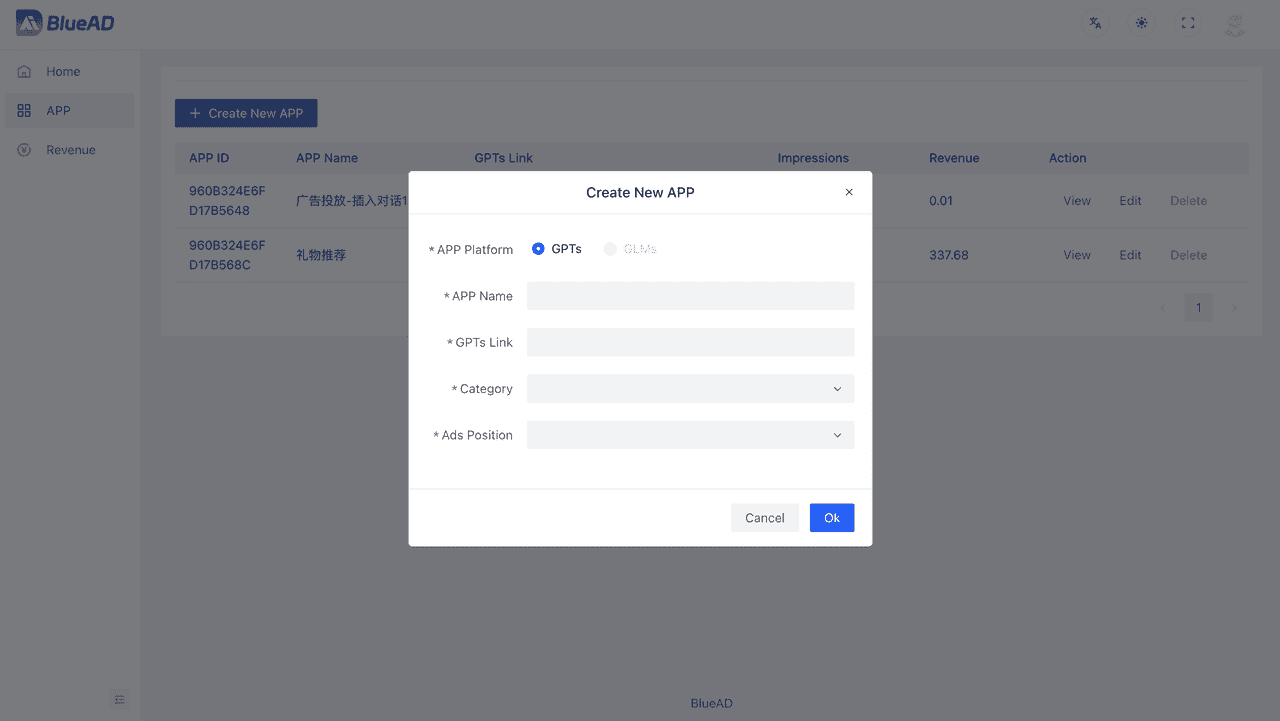 BlueAD
Home
APP
Revenue
Create New APP
APP ID APP Name GPTs Link Impressions Revenue Action
960B324E6F
D17B5648
广告投放-插入对话1
0.01 View Edit Delete
960B324E6F
D17B568C
礼物推荐
337.68 View Edit Delete
1
Create New APP
* APP Platform GPTs GLMs
* APP Name
* GPTs Link
* Category
* Ads Position
Cancel Ok
BlueAD